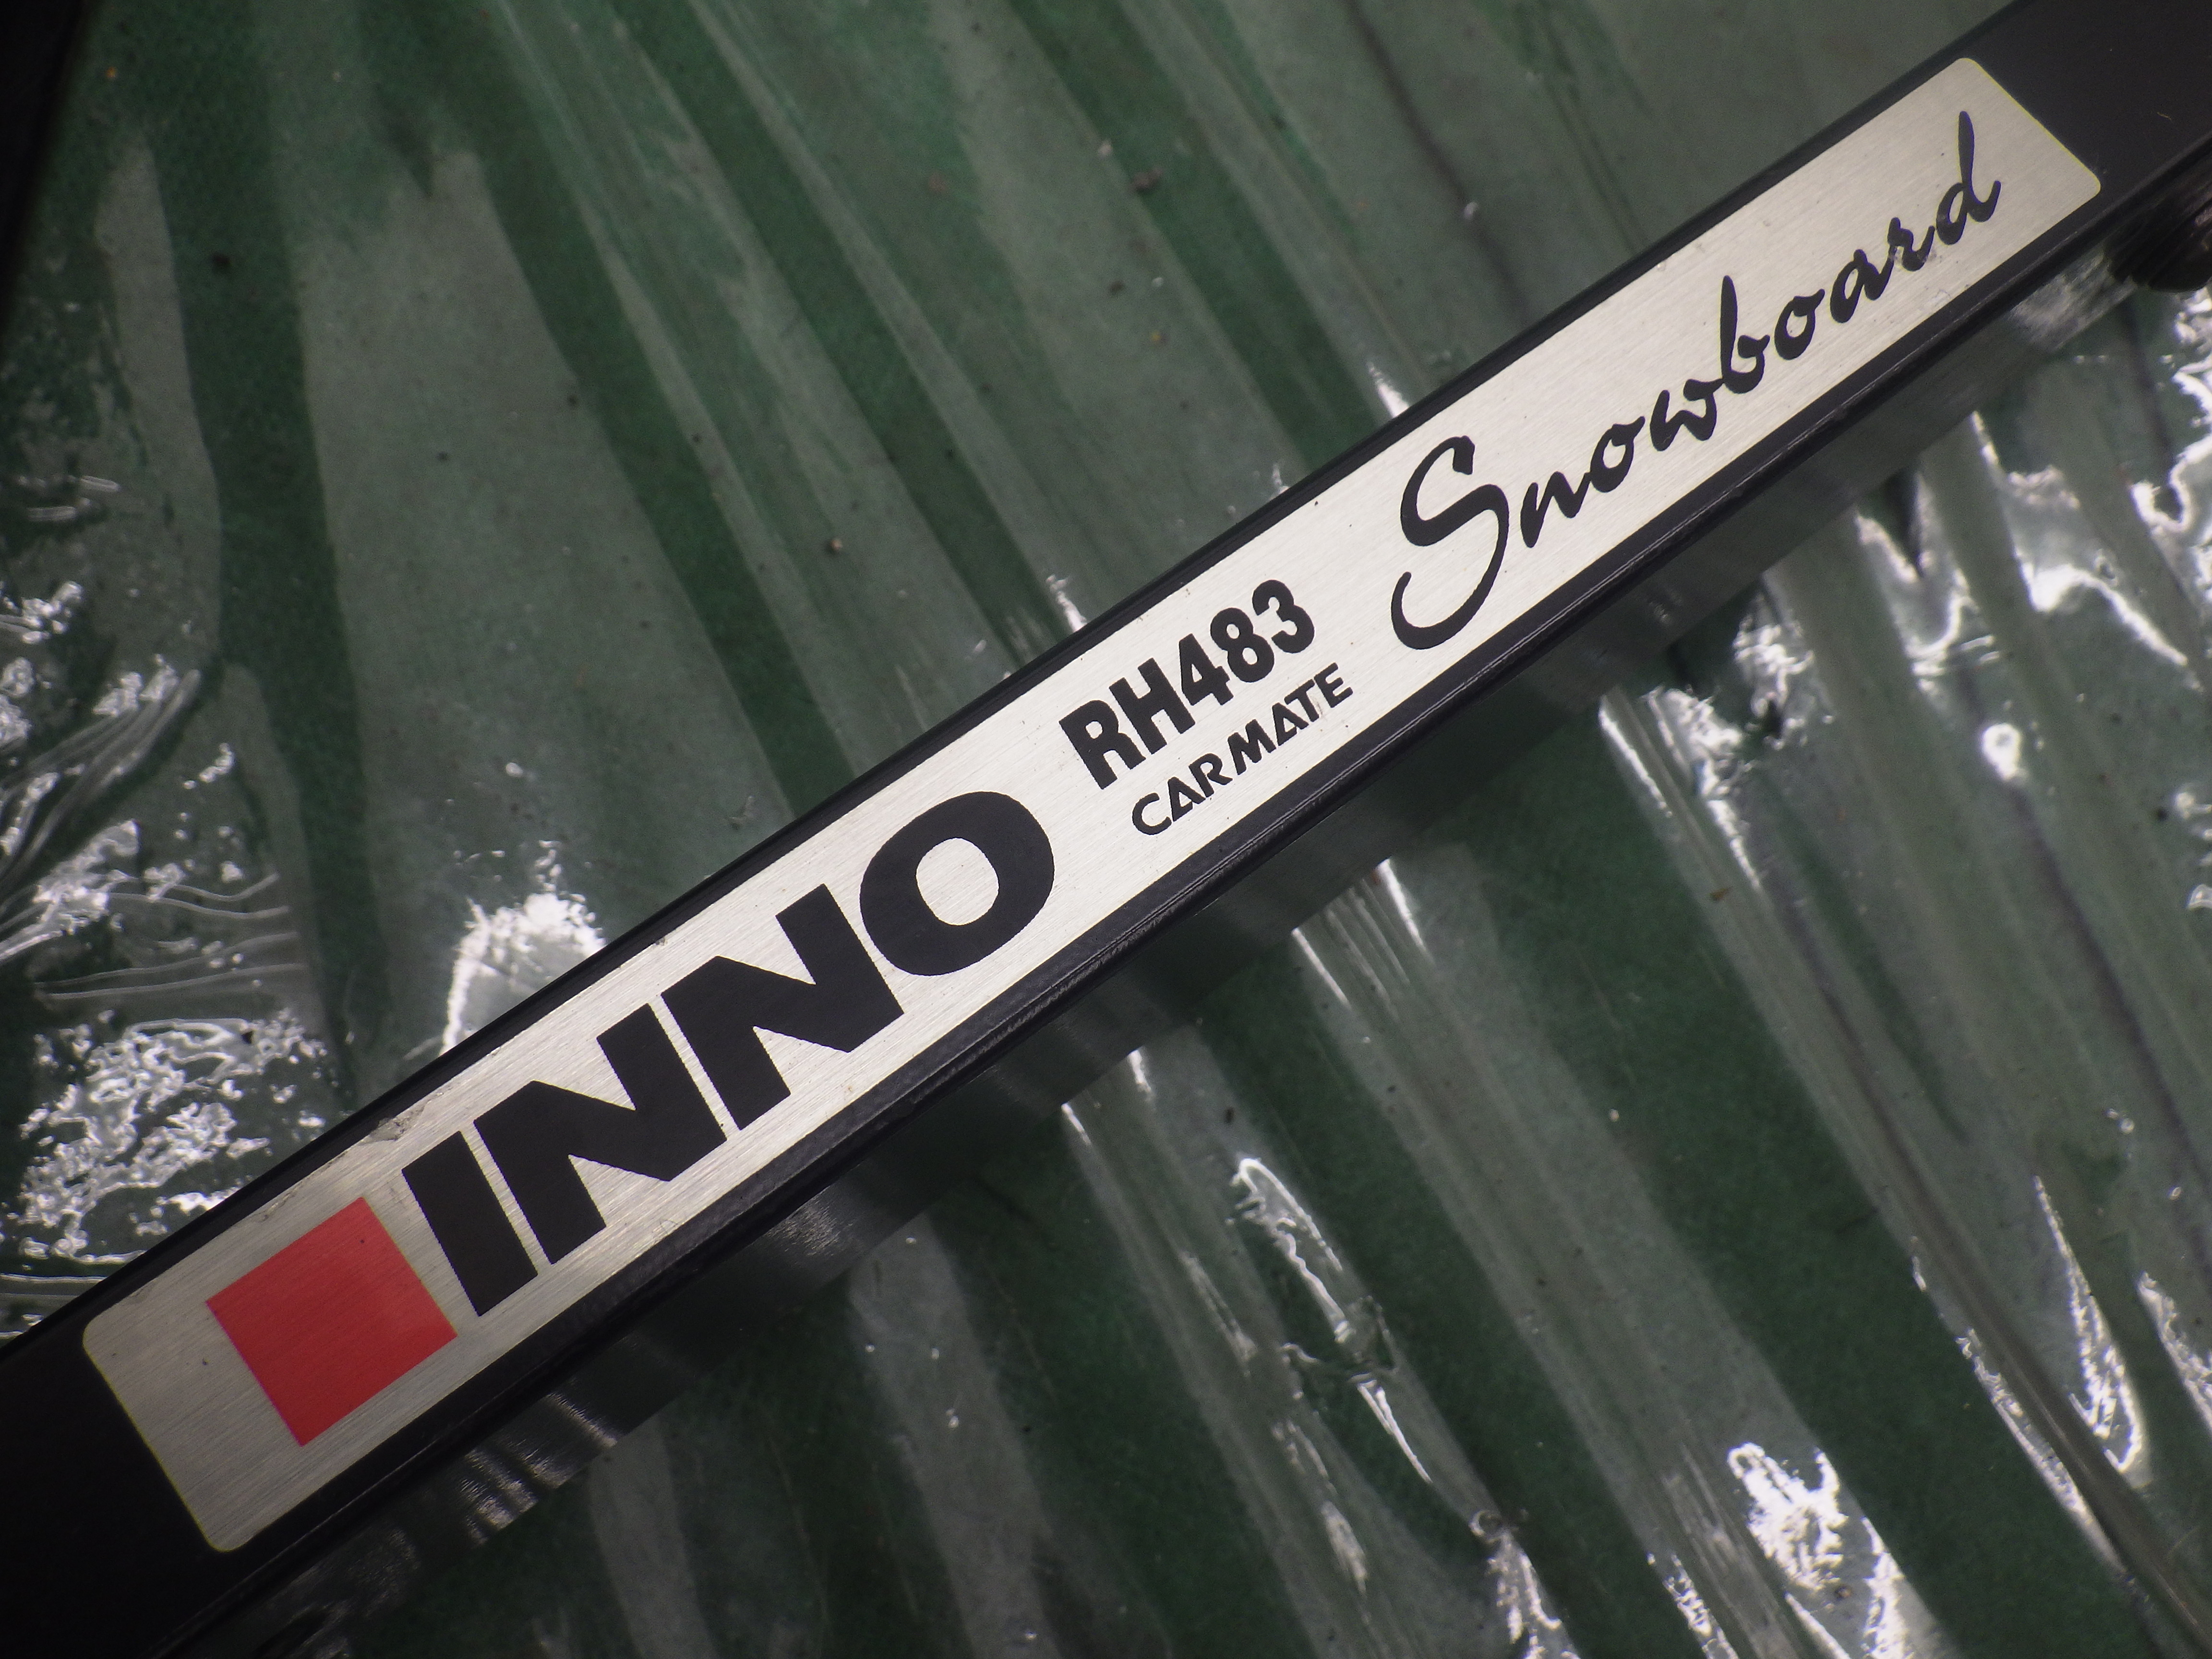 INNO
RH483
CARMATE
Snowboard